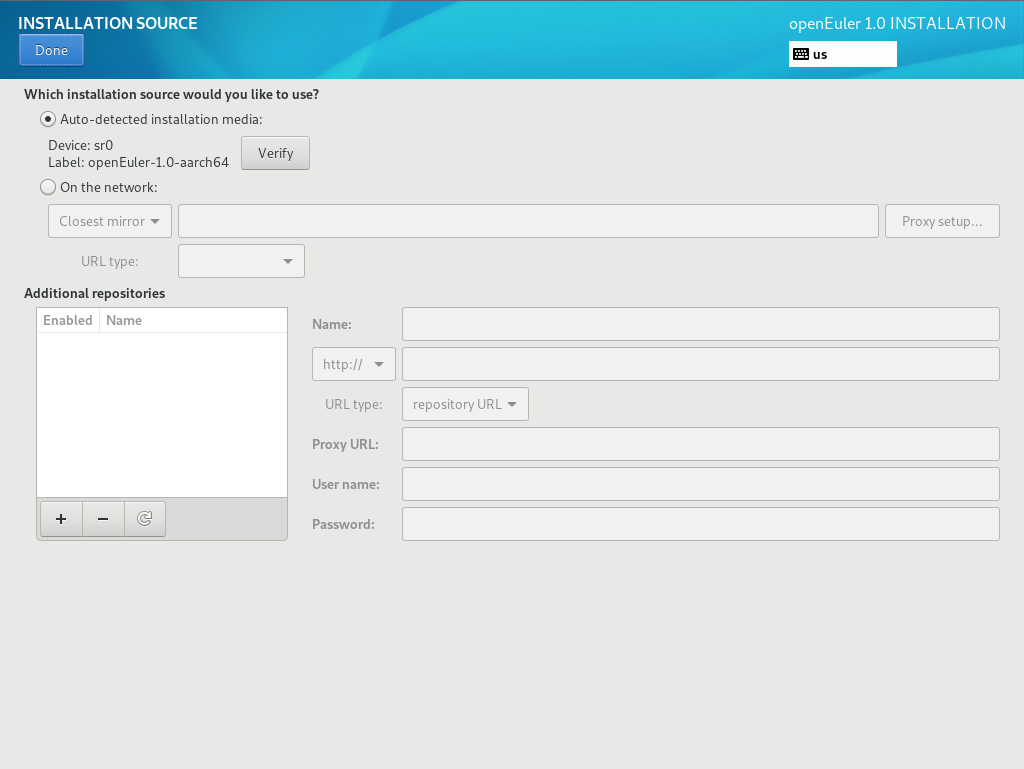 INSTALLATION SOURCE
openEuler 1.0 INSTALLATION
Done
us
Which installation source would you like to use?
Auto-detected installation media:
Device: sr0
Label: openEuler-1.0-aarch64
Verify
On the network:
Closest mirror
Proxy setup...
URL type:
Additional repositories
Enabled Name
Name:
http://
URL type: repository URL
Proxy URL:
User name:
Password:
+ −